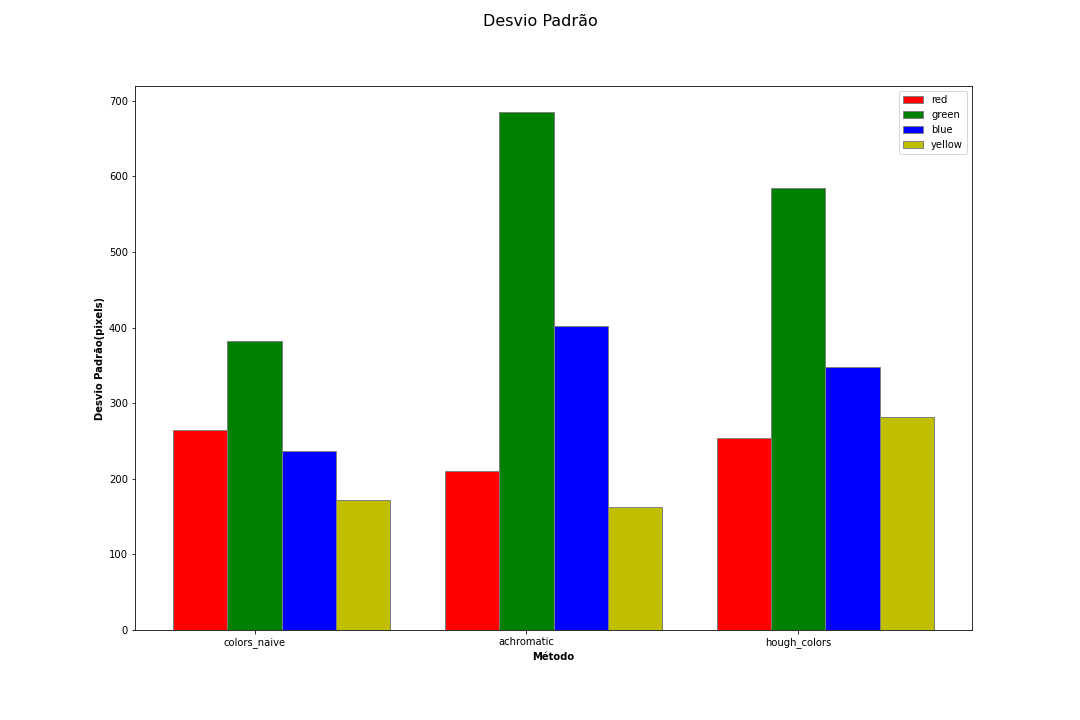 Desvio Padrão
red
green
blue
yellow
700
600
500
400
300
200
100
0
Desvio Padrão(pixels)
colors_naive
achromatic
hough_colors
Método